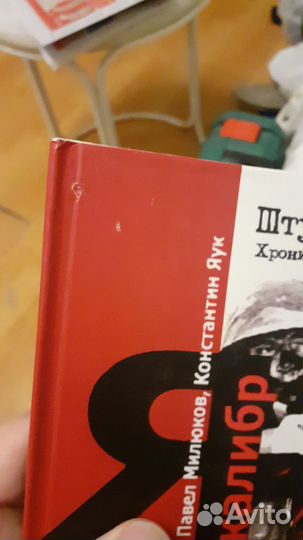 Шту
Хрони
Павел Милюков, Константин Яук
Я
калибр
Avito